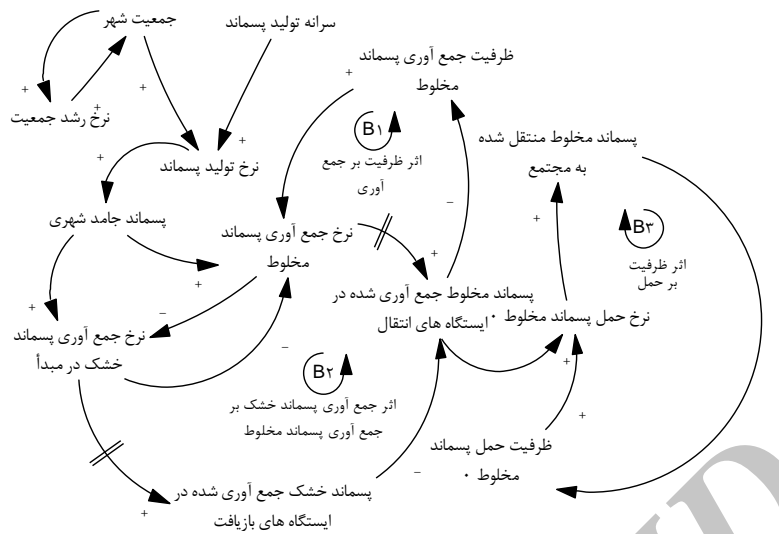 جمعیت شهر
سرانه تولید پسماند
ظرفیت جمع آوری پسماند
مخلوط
+
+
+
+
+
نرخ رشد جمعیت
B۱
اثر ظرفیت بر جمع
آوری
پسماند مخلوط منتقل شده
به مجتمع
+
نرخ تولید پسماند
+
پسماند جامد شهری
–
+
B۳
اثر ظرفیت
بر حمل
نرخ جمع آوری پسماند
مخلوط
+
+
پسماند مخلوط جمع آوری شده در
ایستگاه های انتقال
نرخ حمل پسماند مخلوط ۰
+
–
نرخ جمع آوری پسماند
خشک در مبدأ
–
B۲
اثر جمع آوری پسماند خشک بر
جمع آوری پسماند مخلوط
+
+
ظرفیت حمل پسماند
مخلوط ۰
–
پسماند خشک جمع آوری شده در
ایستگاه های بازیافت
+